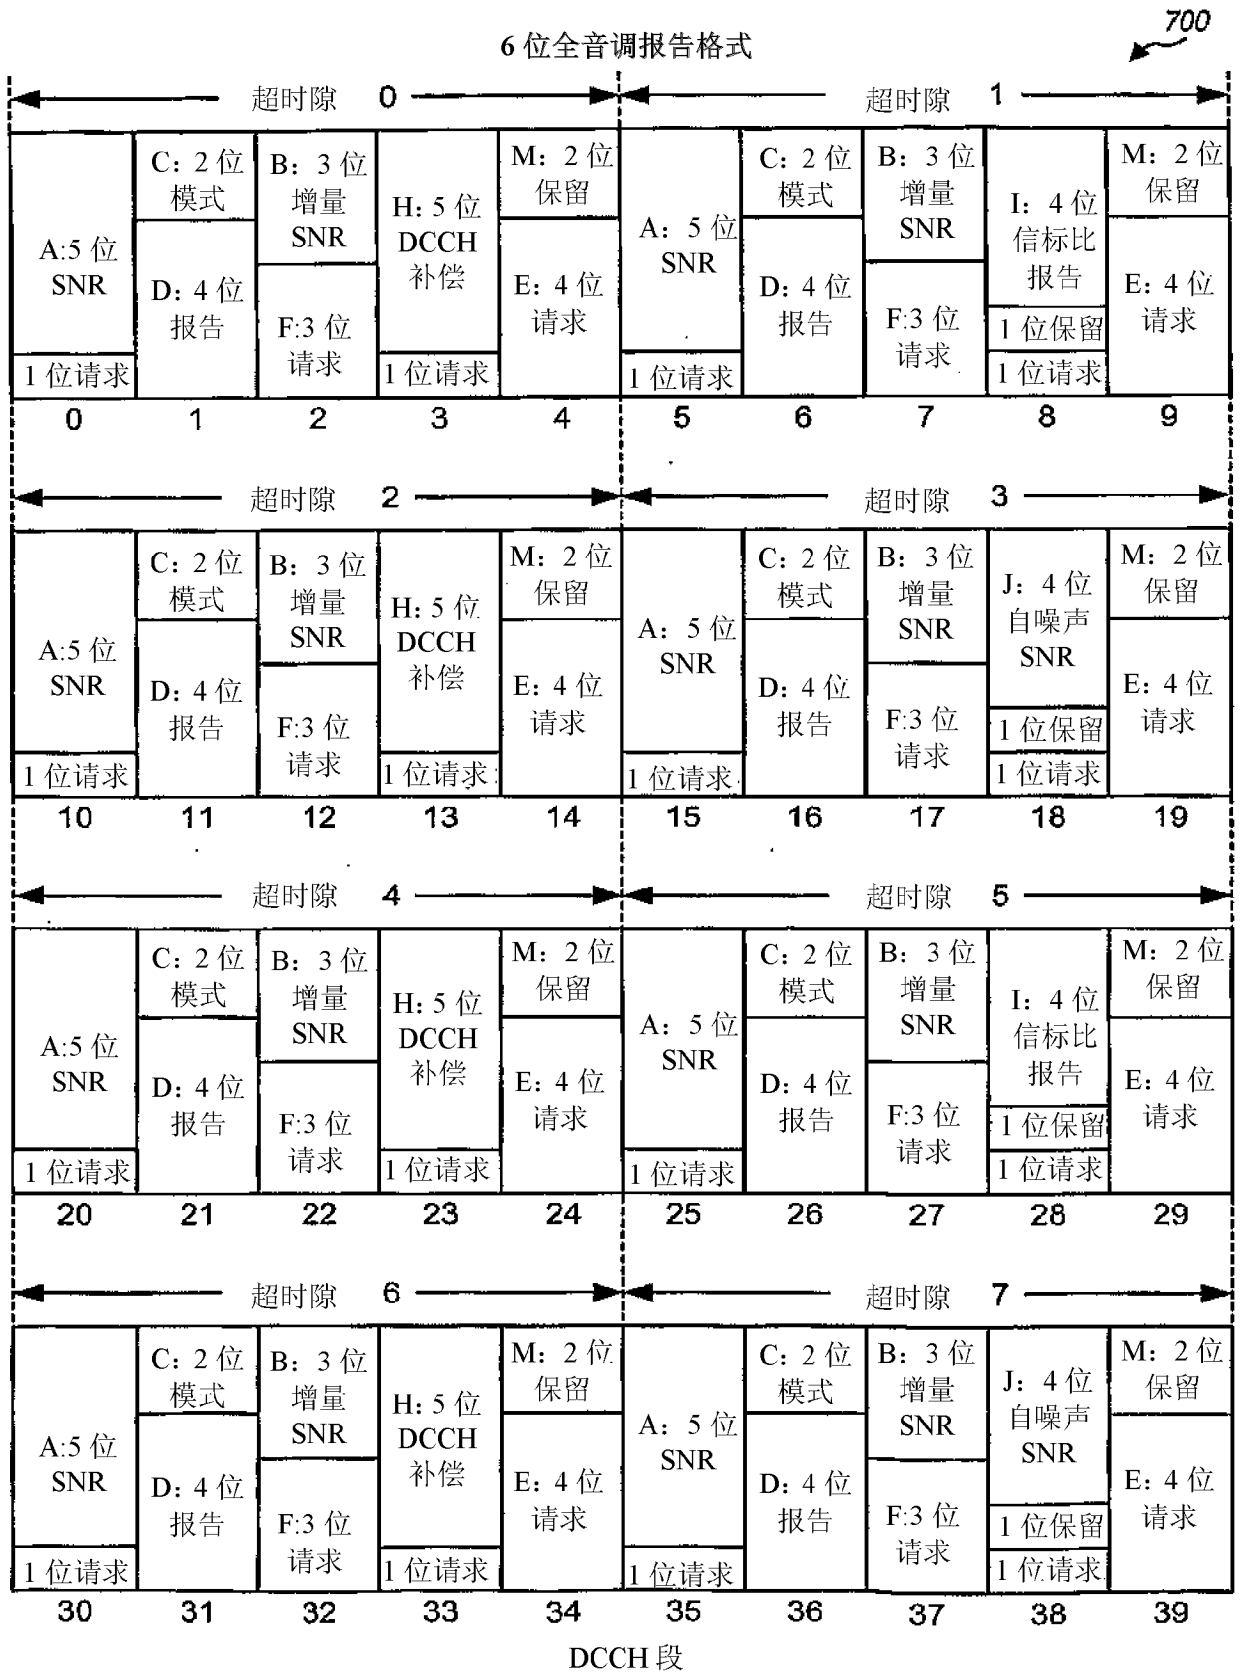 700
6 位全音调报告格式
超时隙 0
超时隙 1
A:5 位
SNR
1 位请求
C: 2 位
模式
D: 4 位
报告
B: 3 位
增量
SNR
F:3 位
请求
H: 5 位
DCCH
补偿
1 位请求
M: 2 位
保留
E: 4 位
请求
A: 5 位
SNR
1 位请求
C: 2 位
模式
D: 4 位
报告
B: 3 位
增量
SNR
F:3 位
请求
I: 4 位
信标比
报告
1 位保留
1 位请求
M: 2 位
保留
E: 4 位
请求
0 1 2 3 4 5 6 7 8 9
超时隙 2
超时隙 3
A:5 位
SNR
1 位请求
C: 2 位
模式
D: 4 位
报告
B: 3 位
增量
SNR
F:3 位
请求
H: 5 位
DCCH
补偿
1 位请求
M: 2 位
保留
E: 4 位
请求
A: 5 位
SNR
1 位请求
C: 2 位
模式
D: 4 位
报告
B: 3 位
增量
SNR
F:3 位
请求
J: 4 位
自噪声
SNR
1 位保留
1 位请求
M: 2 位
保留
E: 4 位
请求
10 11 12 13 14 15 16 17 18 19
超时隙 4
超时隙 5
A:5 位
SNR
1 位请求
C: 2 位
模式
D: 4 位
报告
B: 3 位
增量
SNR
F:3 位
请求
H: 5 位
DCCH
补偿
1 位请求
M: 2 位
保留
E: 4 位
请求
A: 5 位
SNR
1 位请求
C: 2 位
模式
D: 4 位
报告
B: 3 位
增量
SNR
F:3 位
请求
I: 4 位
信标比
报告
1 位保留
1 位请求
M: 2 位
保留
E: 4 位
请求
20 21 22 23 24 25 26 27 28 29
超时隙 6
超时隙 7
A:5 位
SNR
1 位请求
C: 2 位
模式
D: 4 位
报告
B: 3 位
增量
SNR
F:3 位
请求
H: 5 位
DCCH
补偿
1 位请求
M: 2 位
保留
E: 4 位
请求
A: 5 位
SNR
1 位请求
C: 2 位
模式
D: 4 位
报告
B: 3 位
增量
SNR
F:3 位
请求
J: 4 位
自噪声
SNR
1 位保留
1 位请求
M: 2 位
保留
E: 4 位
请求
30 31 32 33 34 35 36 37 38 39
DCCH 段